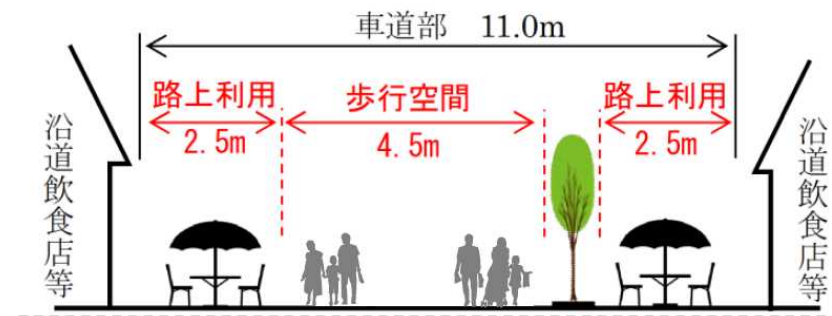 車道部 11.0m
路上利用
2.5m
歩行空間
4.5m
路上利用
2.5m
沿道飲食店等
沿道飲食店等